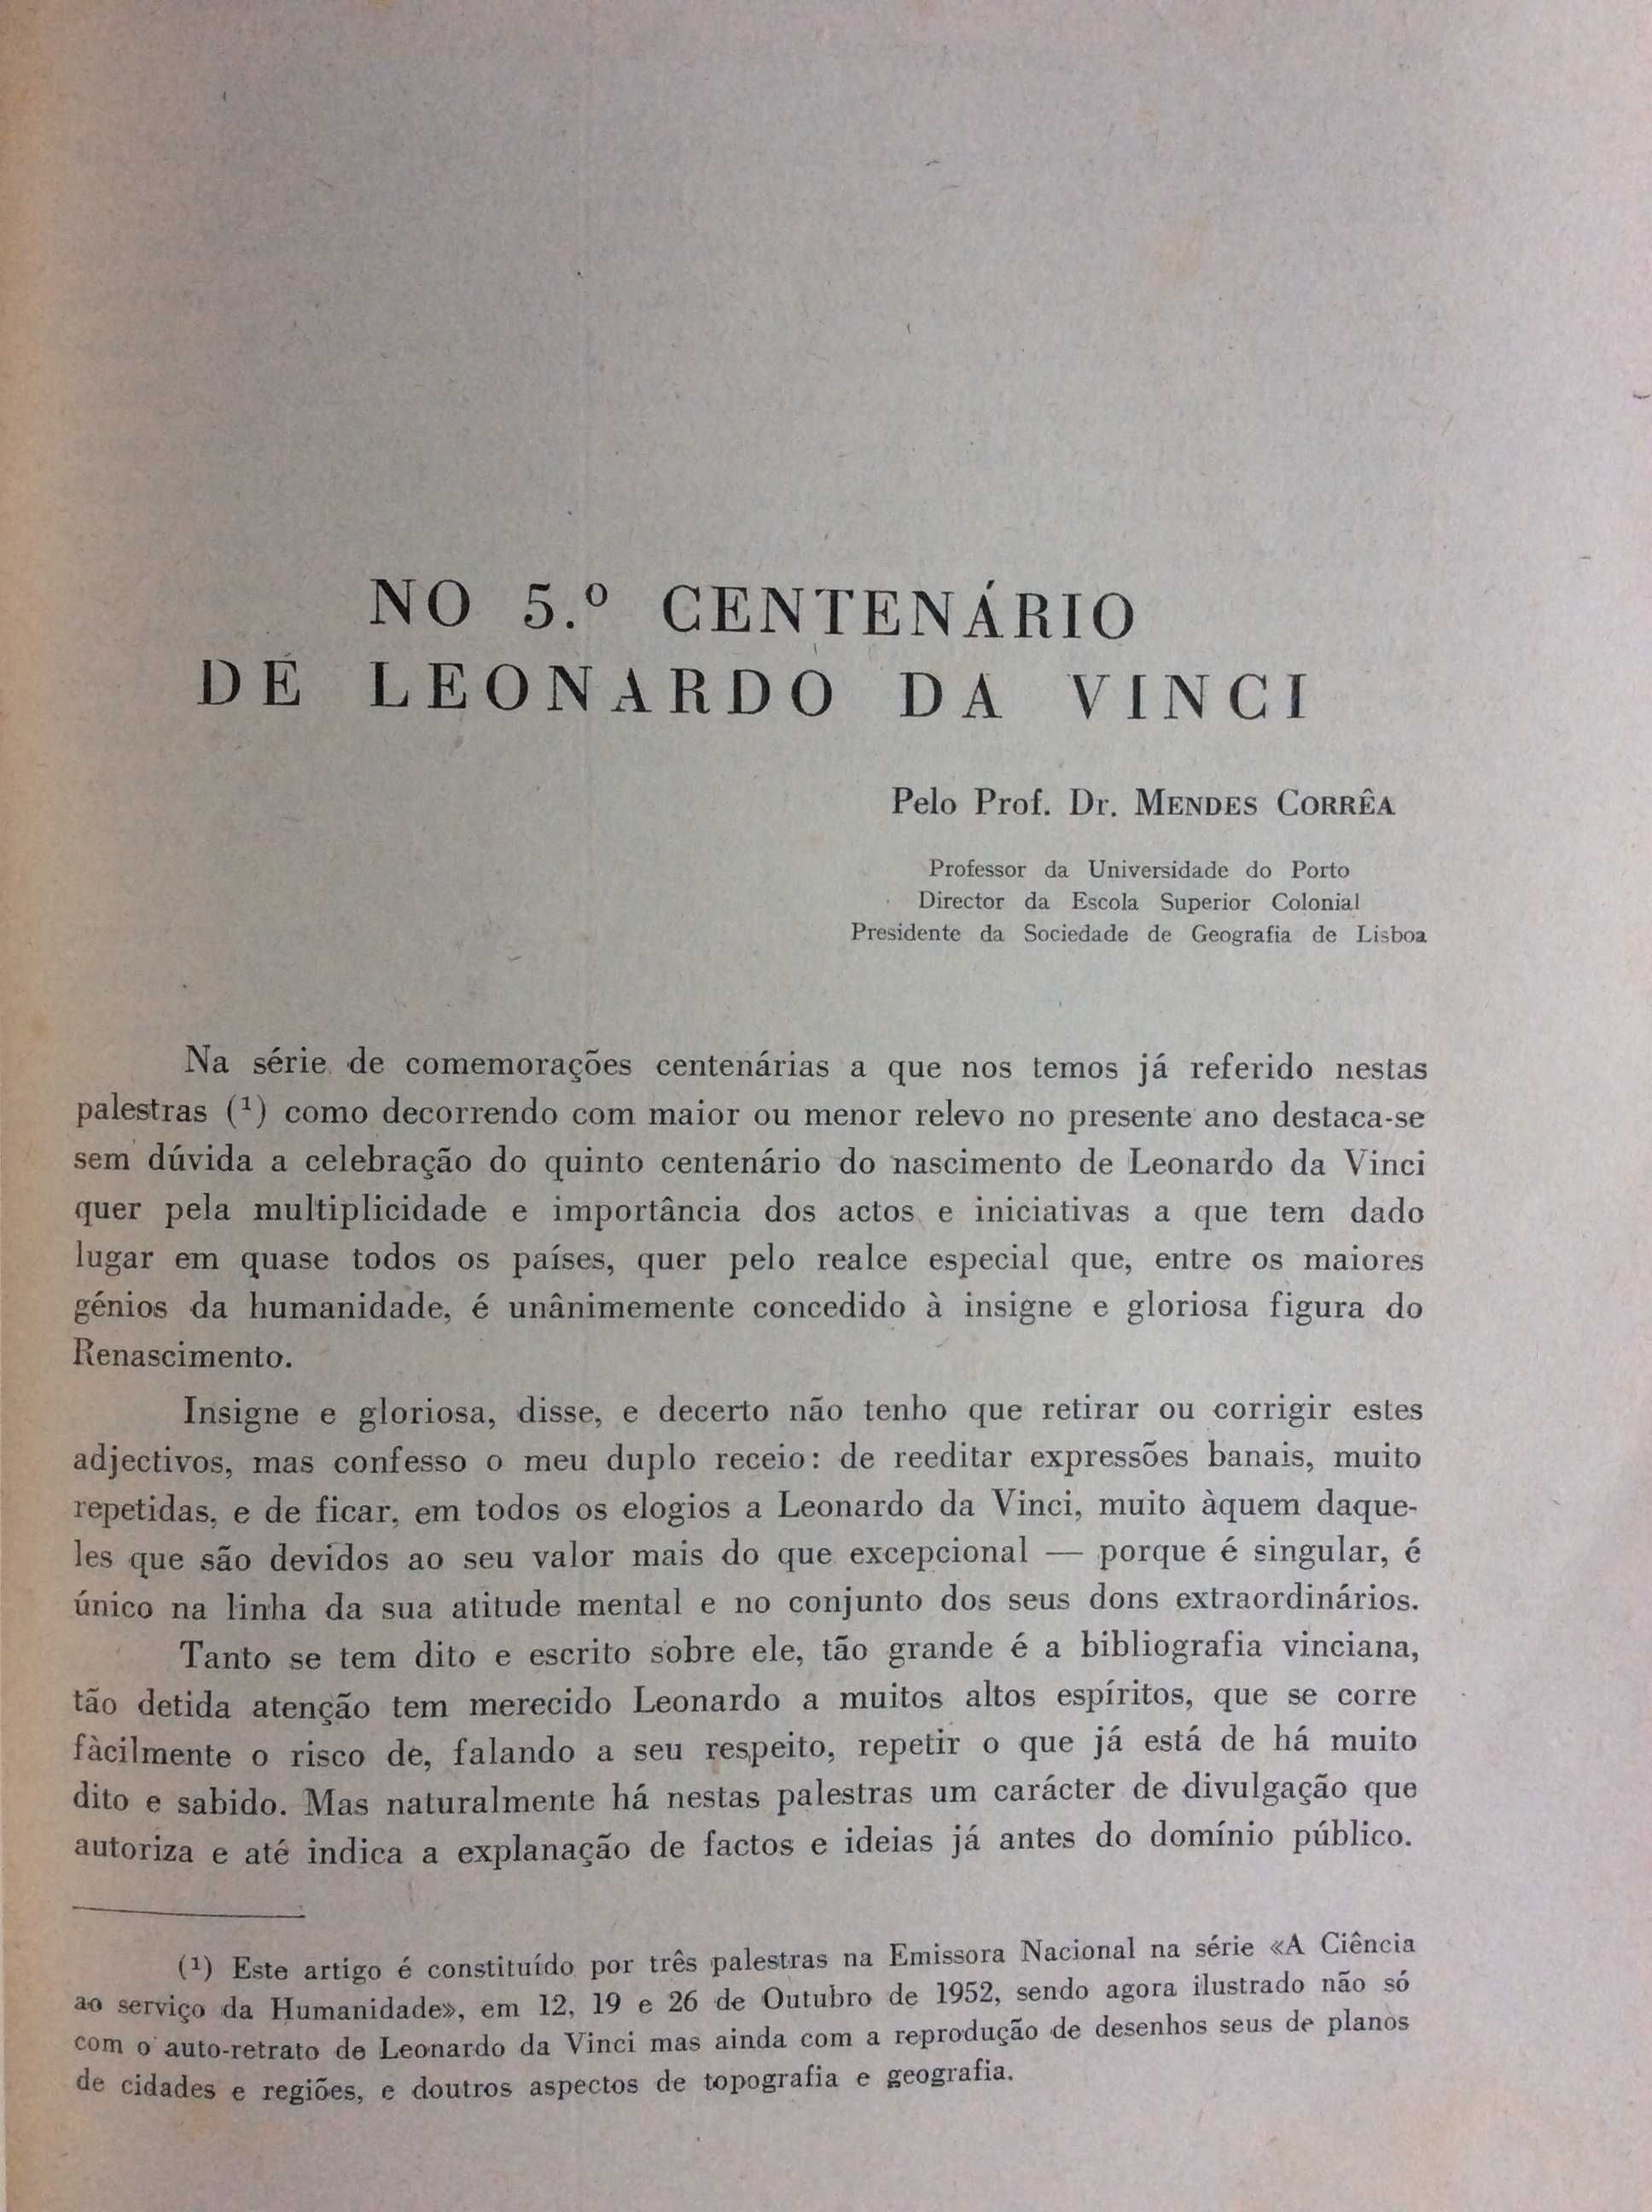 NO 5.º CENTENÁRIO
DE LEONARDO DA VINCI
Pelo Prof. Dr. MENDES CORRÊA
Professor da Universidade do Porto
Director da Escola Superior Colonial
Presidente da Sociedade de Geografia de Lisboa
Na série de comemorações centenárias a que nos temos já referido nestas
palestras (¹) como decorrendo com maior ou menor relevo no presente ano destaca-se
sem dúvida a celebração do quinto centenário do nascimento de Leonardo da Vinci
quer pela multiplicidade e importância dos actos e iniciativas a que tem dado
lugar em quase todos os países, quer pelo realce especial que, entre os maiores
génios da humanidade, é unânimemente concedido à insigne e gloriosa figura do
Renascimento.
Insigne e gloriosa, disse, e decerto não tenho que retirar ou corrigir estes
adjectivos, mas confesso o meu duplo receio: de reeditar expressões banais, muito
repetidas, e de ficar, em todos os elogios a Leonardo da Vinci, muito àquem daque-
les que são devidos ao seu valor mais do que excepcional — porque é singular, é
único na linha da sua atitude mental e no conjunto dos seus dons extraordinários.
Tanto se tem dito e escrito sobre ele, tão grande é a bibliografia vinciana,
tão detida atenção tem merecido Leonardo a muitos altos espíritos, que se corre
fàcilmente o risco de, falando a seu respeito, repetir o que já está de há muito
dito e sabido. Mas naturalmente há nestas palestras um carácter de divulgação que
autoriza e até indica a explanação de factos e ideias já antes do domínio público.
(¹) Este artigo é constituído por três palestras na Emissora Nacional na série «A Ciência
ao serviço da Humanidade», em 12, 19 e 26 de Outubro de 1952, sendo agora ilustrado não só
com o auto-retrato de Leonardo da Vinci mas ainda com a reprodução de desenhos seus de planos
de cidades e regiões, e doutros aspectos de topografia e geografia.